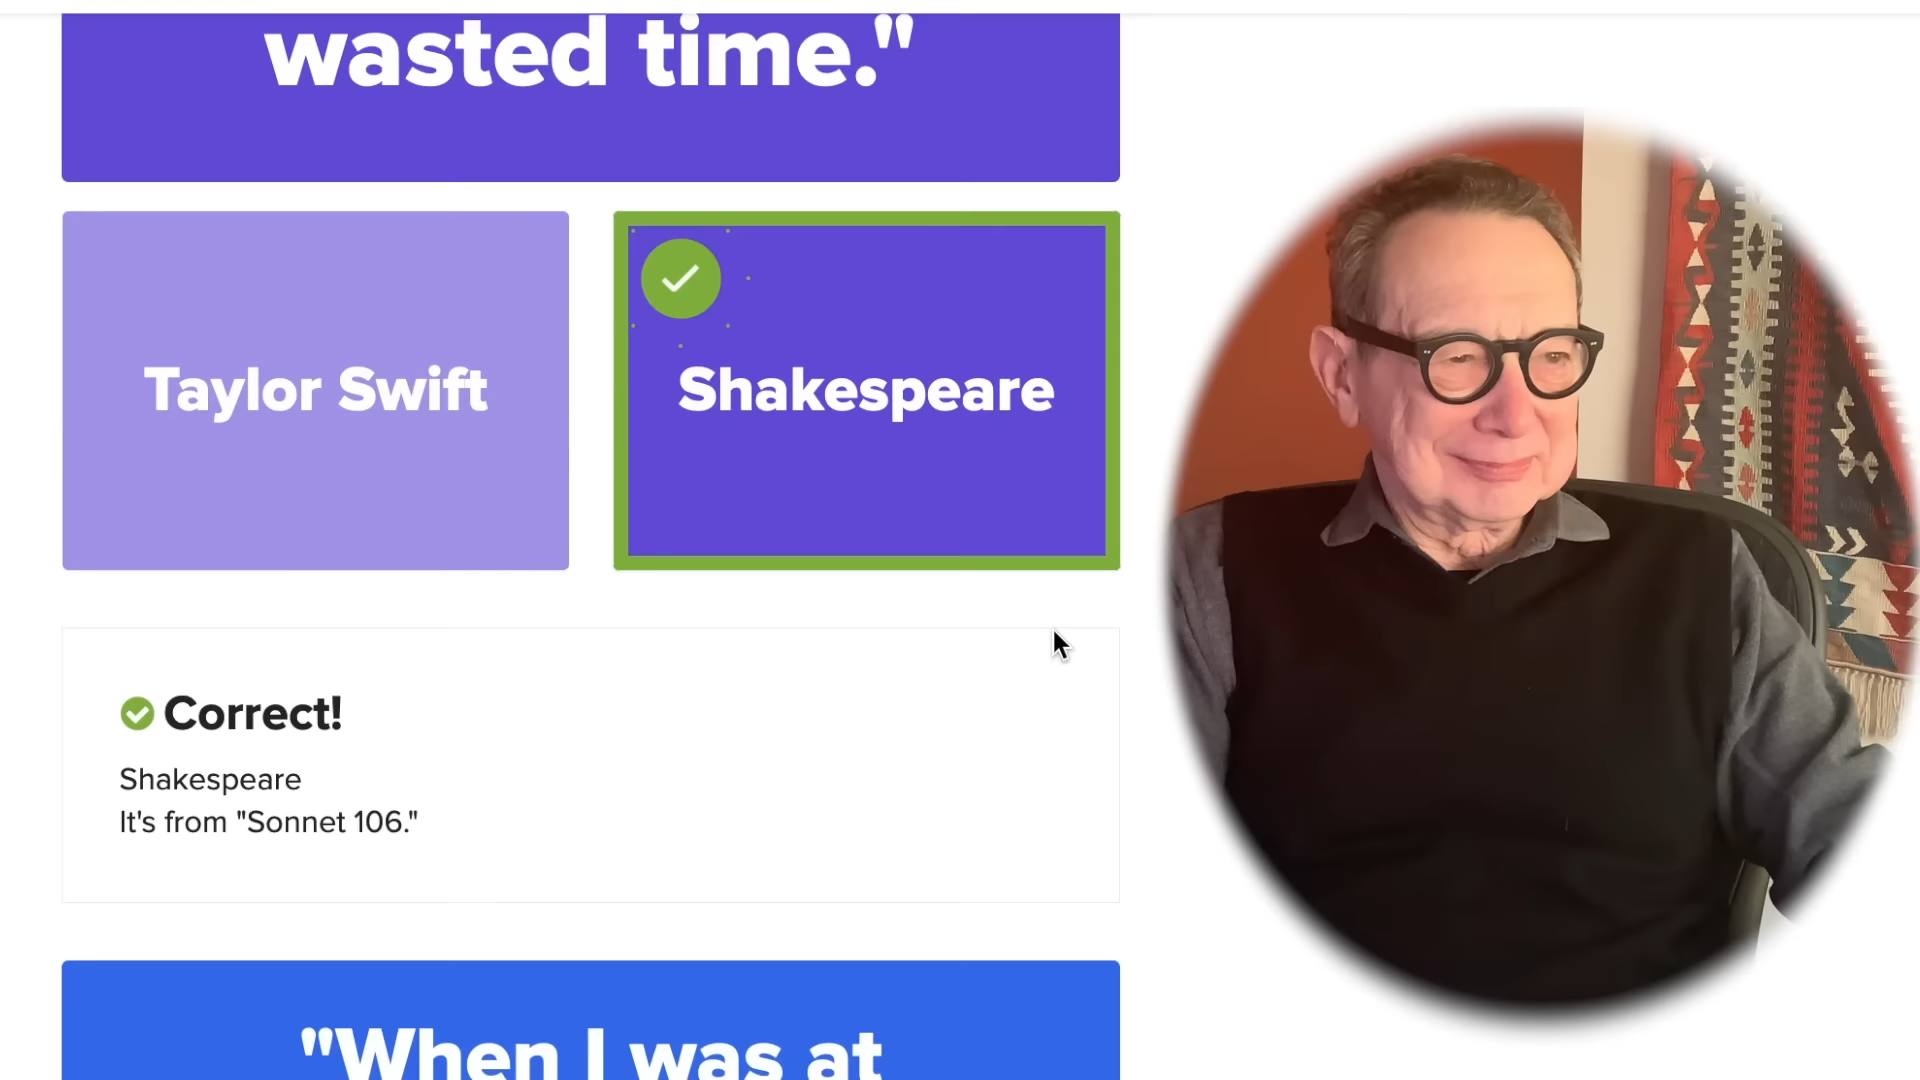 wasted time."
Taylor Swift
Shakespeare
Correct!
Shakespeare
It's from "Sonnet 106."
"When I was at